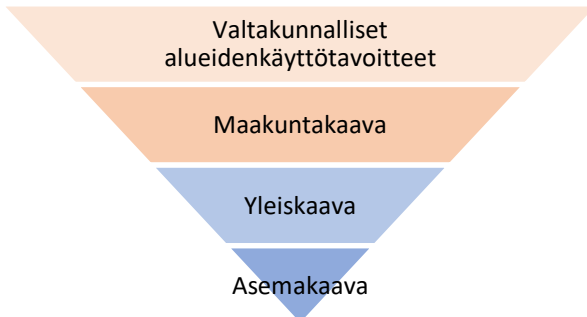 Valtakunnalliset
alueidenkäyttötavoitteet
Maakuntakaava
Yleiskaava
Asemakaava